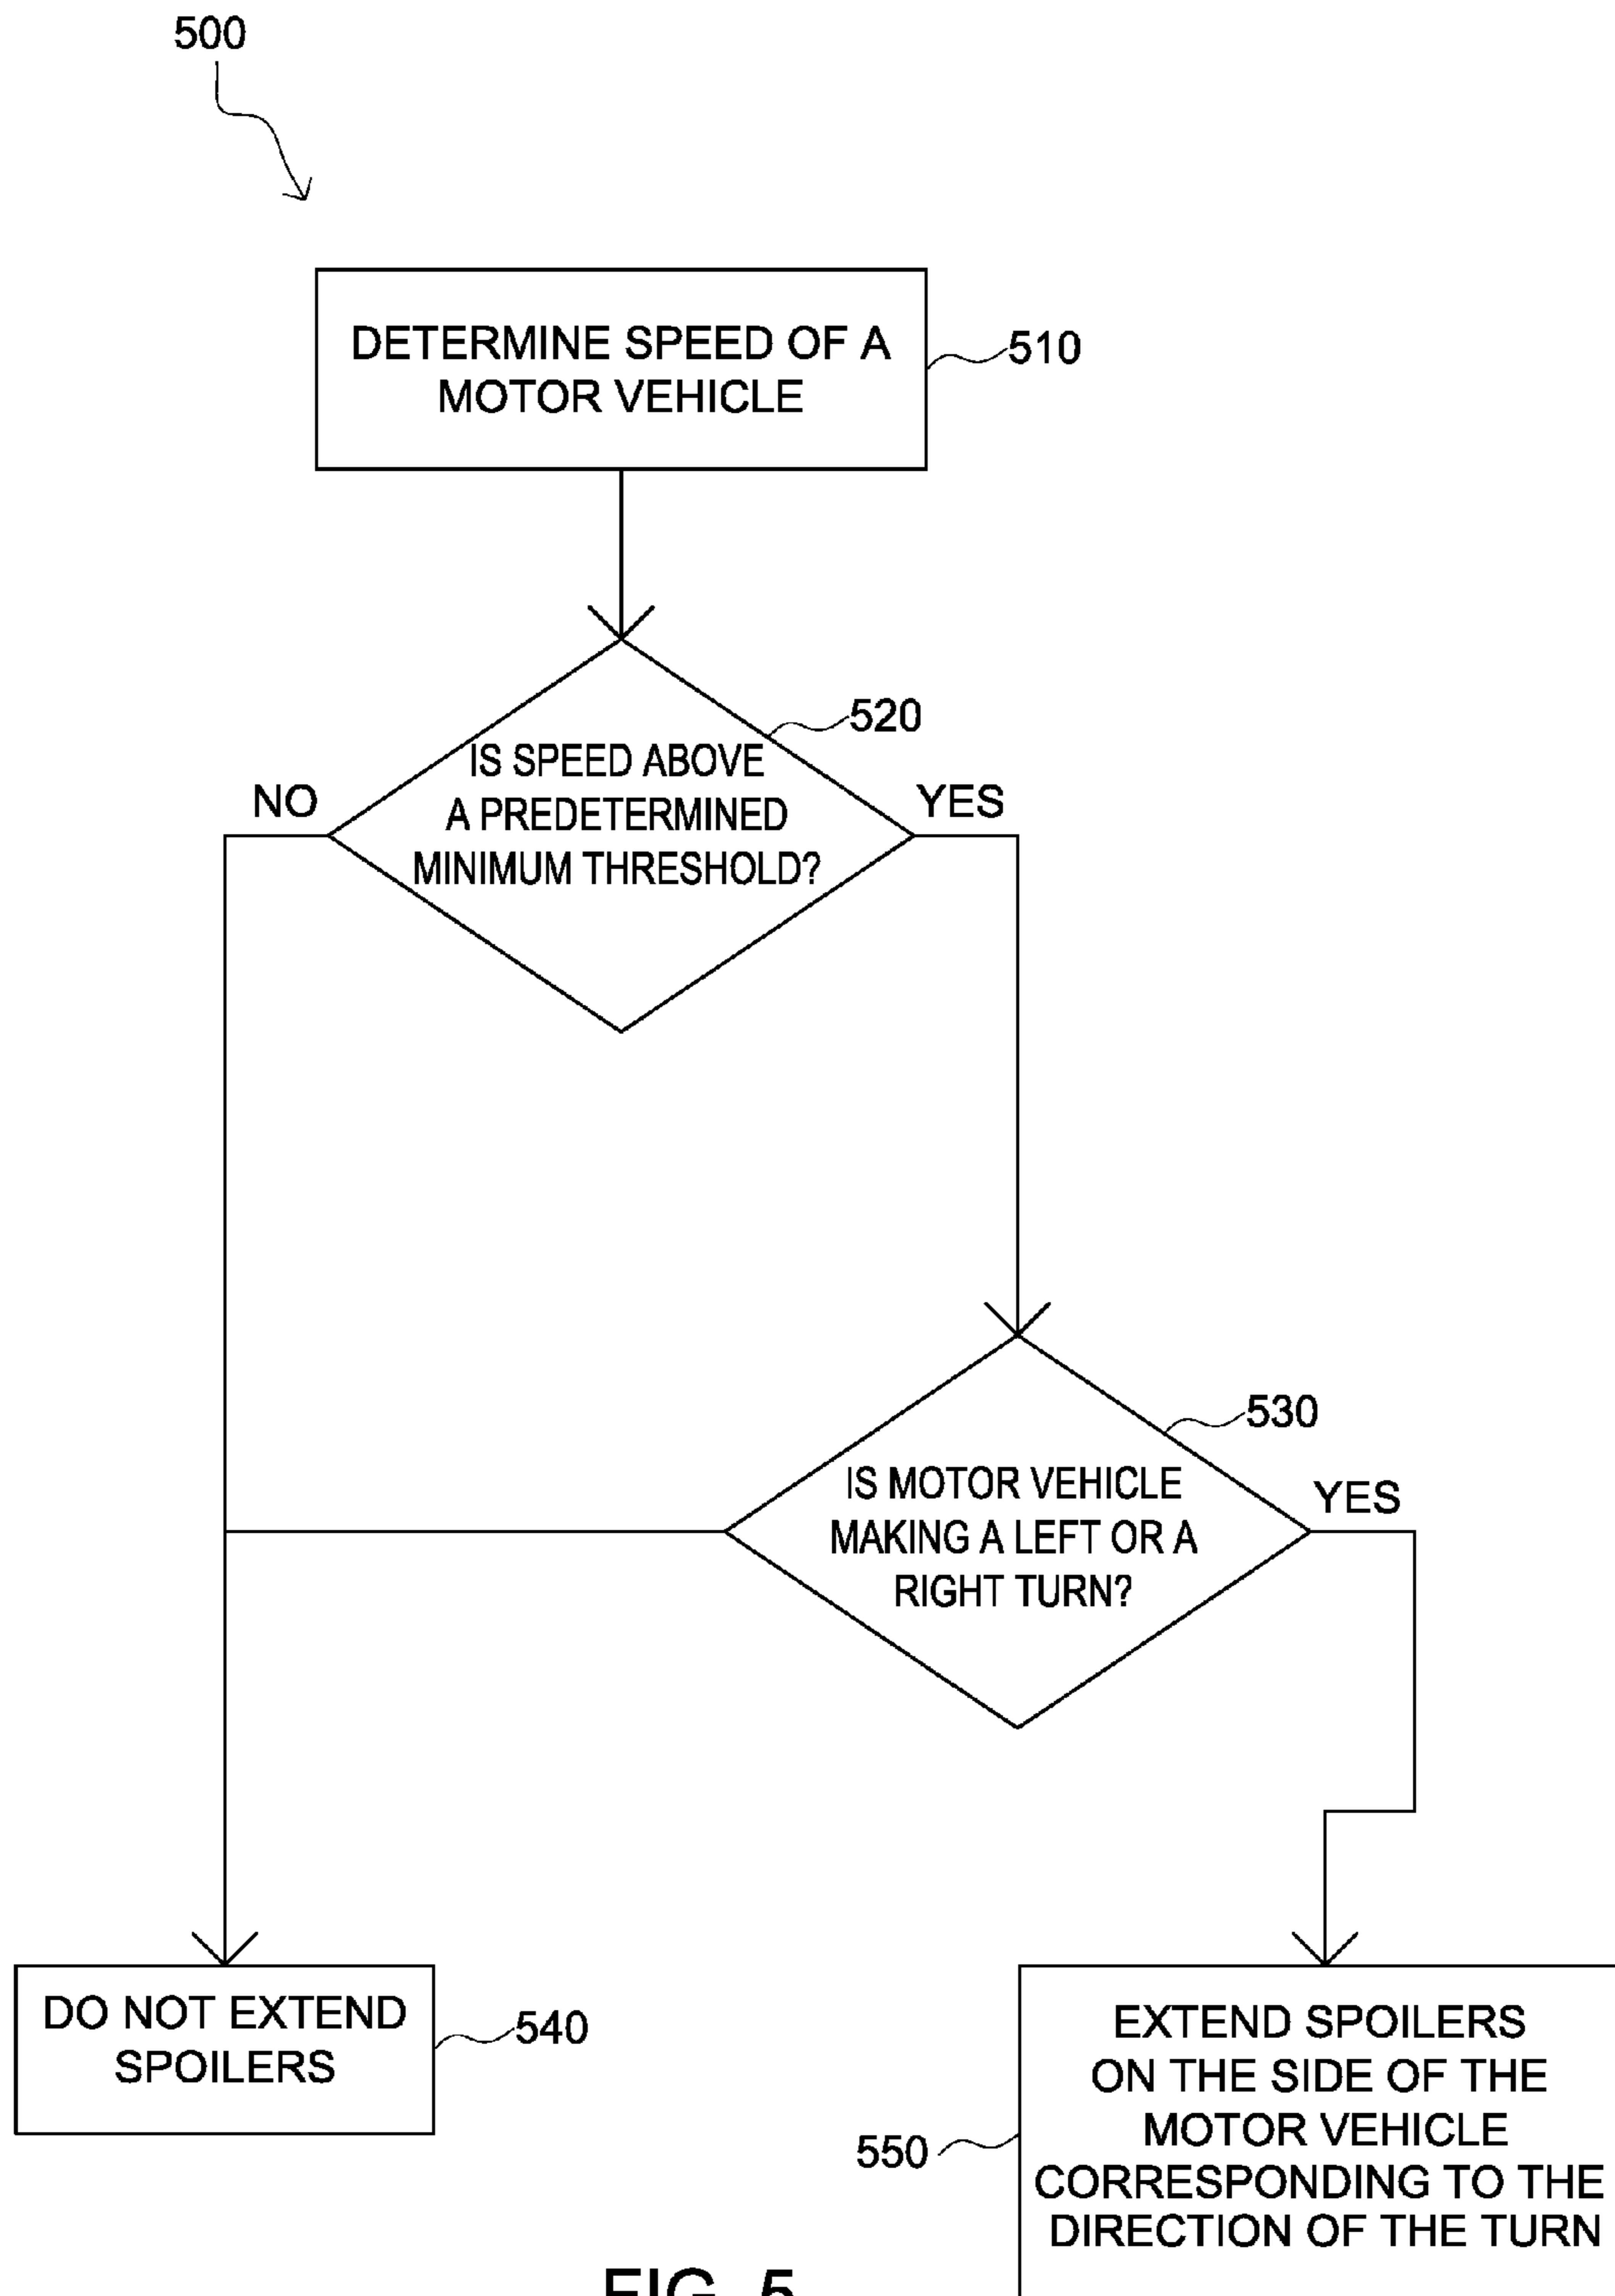 500
DETERMINE SPEED OF A
MOTOR VEHICLE
510
520
IS SPEED ABOVE
A PREDETERMINED
MINIMUM THRESHOLD?
NO
YES
530
IS MOTOR VEHICLE
MAKING A LEFT OR A
RIGHT TURN?
YES
DO NOT EXTEND
SPOILERS
540
EXTEND SPOILERS
ON THE SIDE OF THE
MOTOR VEHICLE
CORRESPONDING TO THE
DIRECTION OF THE TURN
550
FIG. 5